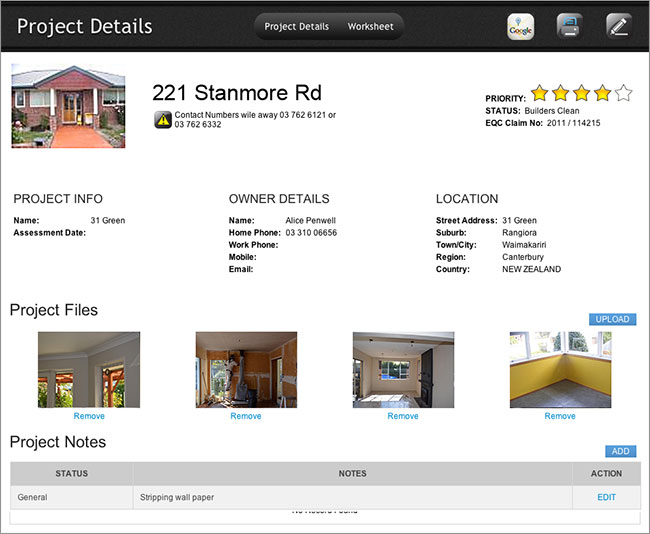 Project Details
Project Details Worksheet
Google
221 Stanmore Rd
Contact Numbers wile away 03 762 6121 or
03 762 6332
PRIORITY:
STATUS: Builders Clean
EQC Claim No: 2011 / 114215
PROJECT INFO
Name: 31 Green
Assessment Date:
OWNER DETAILS
Name: Alice Penwell
Home Phone: 03 310 06656
Work Phone:
Mobile:
Email:
LOCATION
Street Address: 31 Green
Suburb: Rangiora
Town/City: Waimakariri
Region: Canterbury
Country: NEW ZEALAND
Project Files
UPLOAD
Remove Remove Remove Remove
Project Notes
ADD
STATUS NOTES ACTION
General Stripping wall paper EDIT
No Record Found